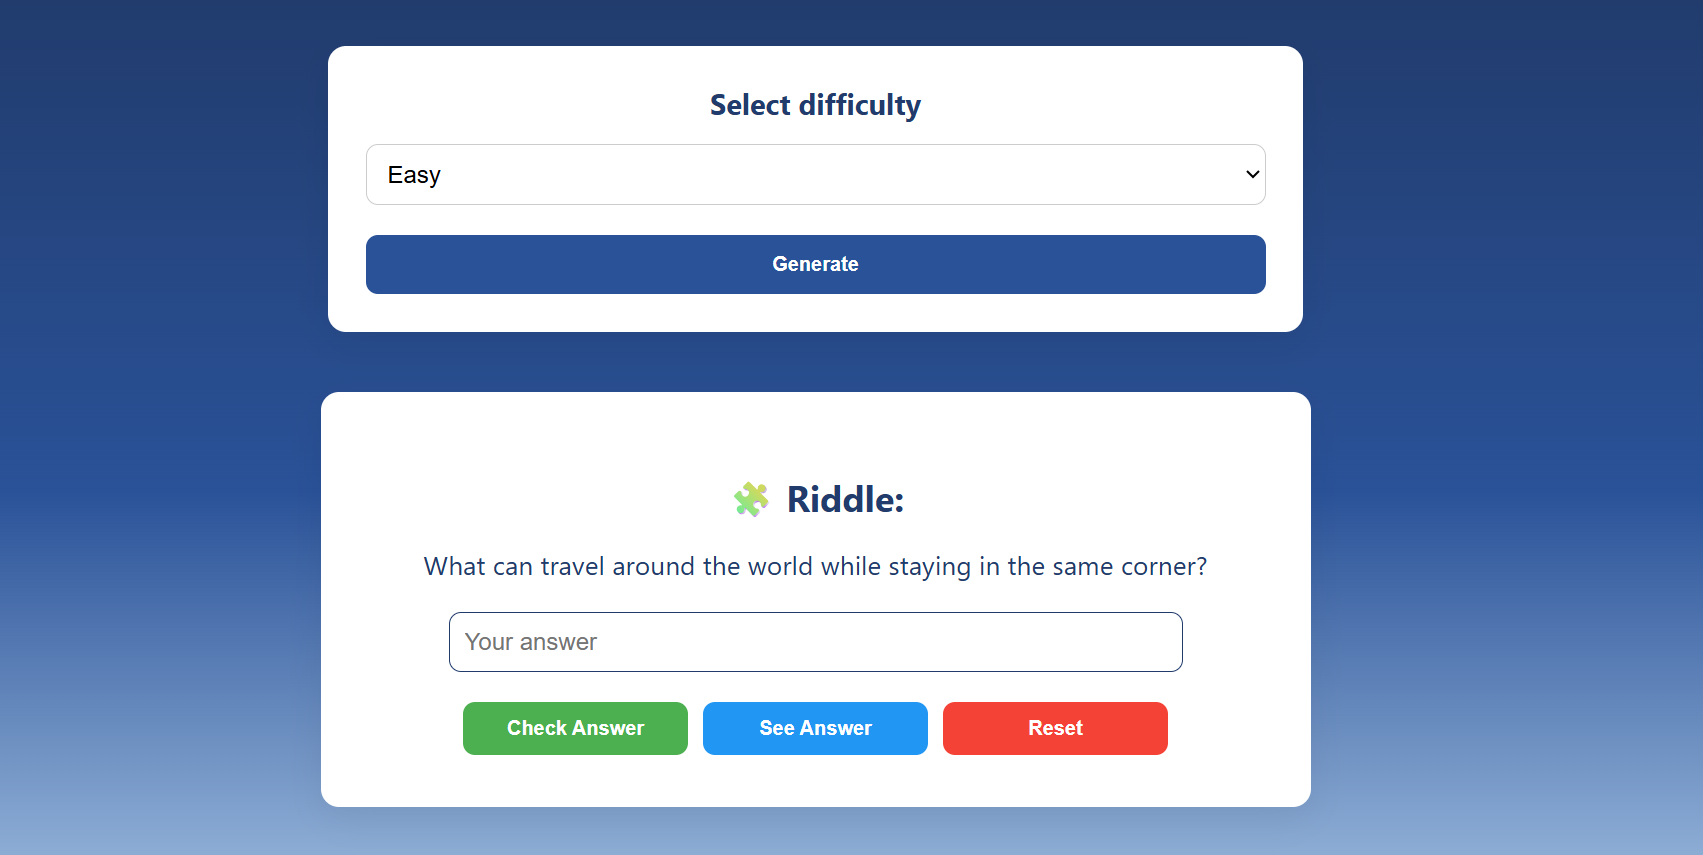 Select difficulty
Easy
Generate
Riddle:
What can travel around the world while staying in the same corner?
Your answer
Check Answer
See Answer
Reset